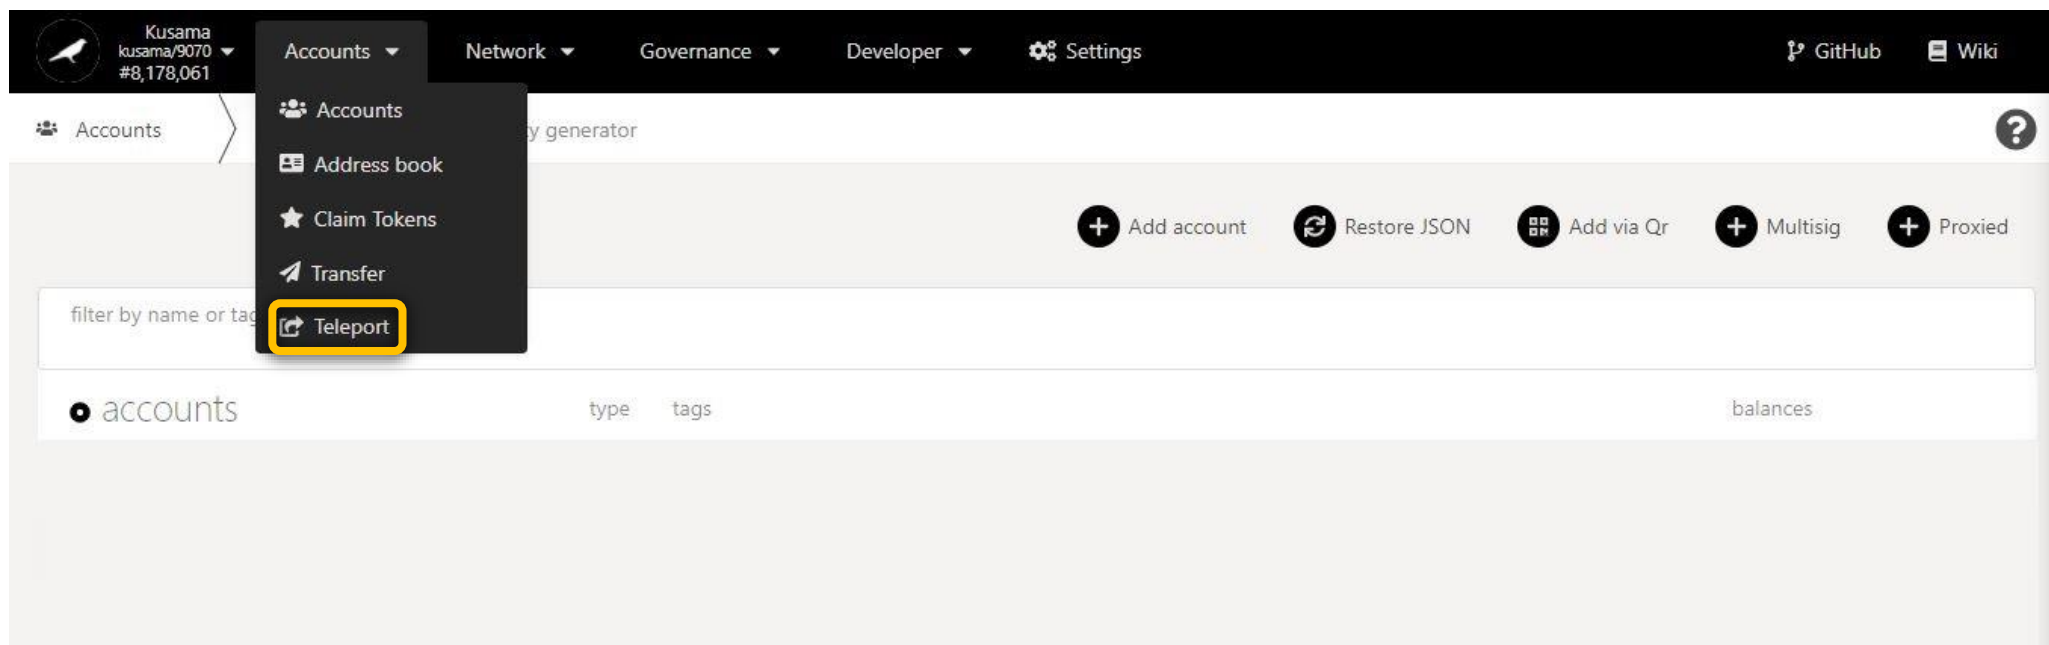 Kusama
kusama/9070
#8,178,061
Accounts
Network
Governance
Developer
Settings
GitHub
Wiki
Accounts
Accounts
y generator
Address book
Claim Tokens
Transfer
Teleport
Add account
Restore JSON
Add via Qr
Multisig
Proxied
filter by name or tag
accounts
type
tags
balances